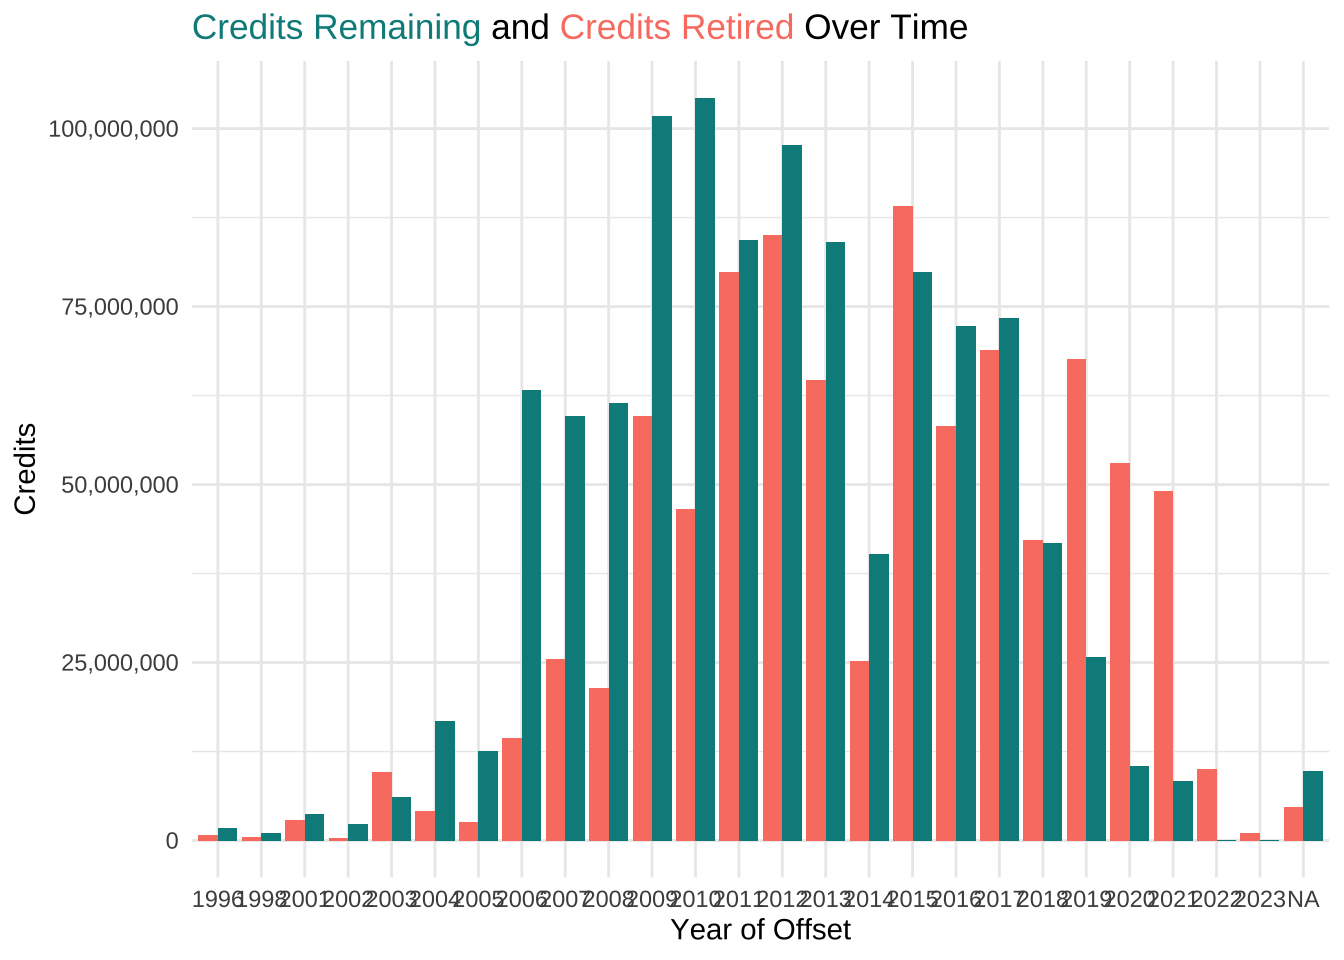 Credits Remaining and Credits Retired Over Time
100,000,000
75,000,000
50,000,000
25,000,000
0
Credits
1996 1998 2001 2002 2003 2004 2005 2006 2007 2008 2009 2010 2011 2012 2013 2014 2015 2016 2017 2018 2019 2020 2021 2022 2023 NA
Year of Offset